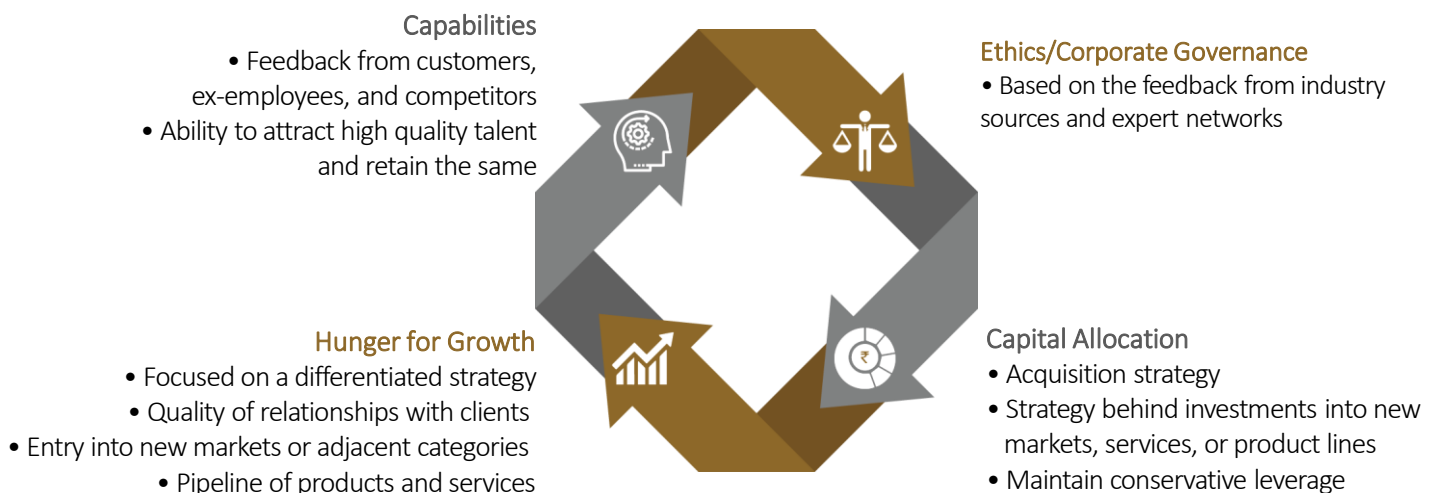 Capabilities
• Feedback from customers,
ex-employees, and competitors
• Ability to attract high quality talent
and retain the same
Ethics/Corporate Governance
• Based on the feedback from industry
sources and expert networks
Hunger for Growth
• Focused on a differentiated strategy
• Quality of relationships with clients
• Entry into new markets or adjacent categories
• Pipeline of products and services
₹
Capital Allocation
• Acquisition strategy
• Strategy behind investments into new
markets, services, or product lines
• Maintain conservative leverage